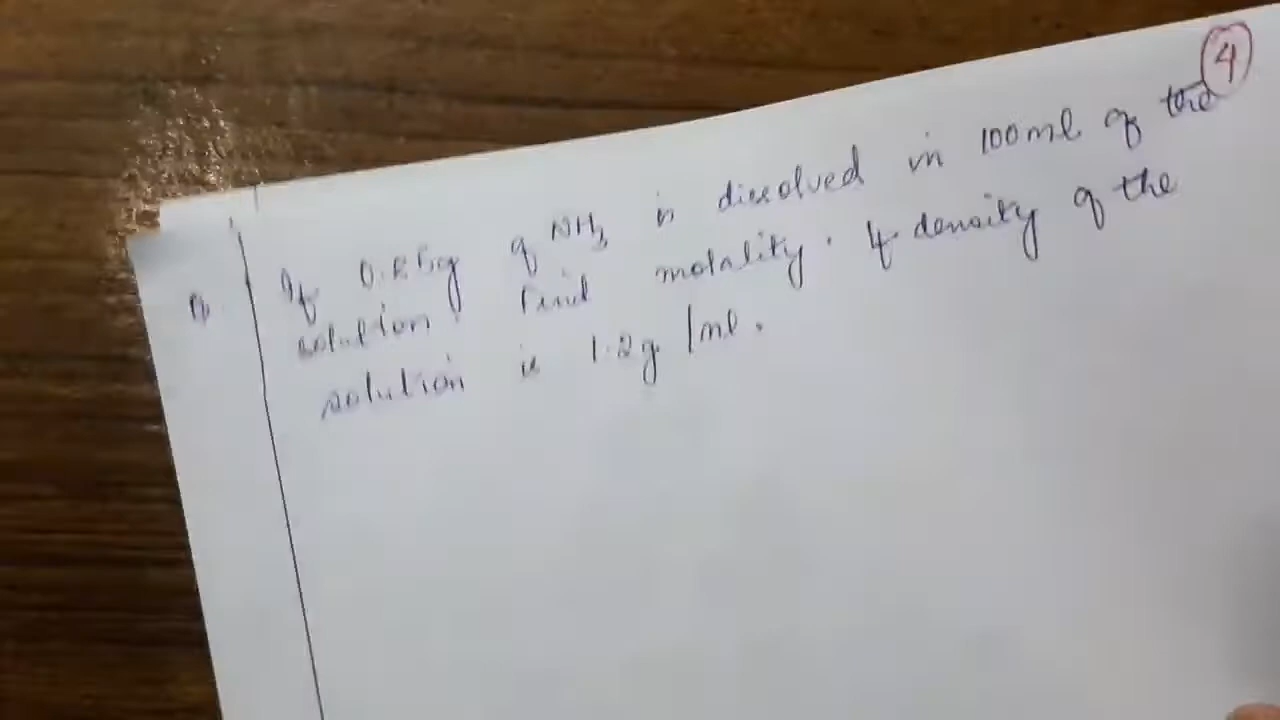 4
Q. If 0.85g of NH3 is dissolved in 100ml of the
solution. Find molality. If density of the
solution is 1.2g /ml.